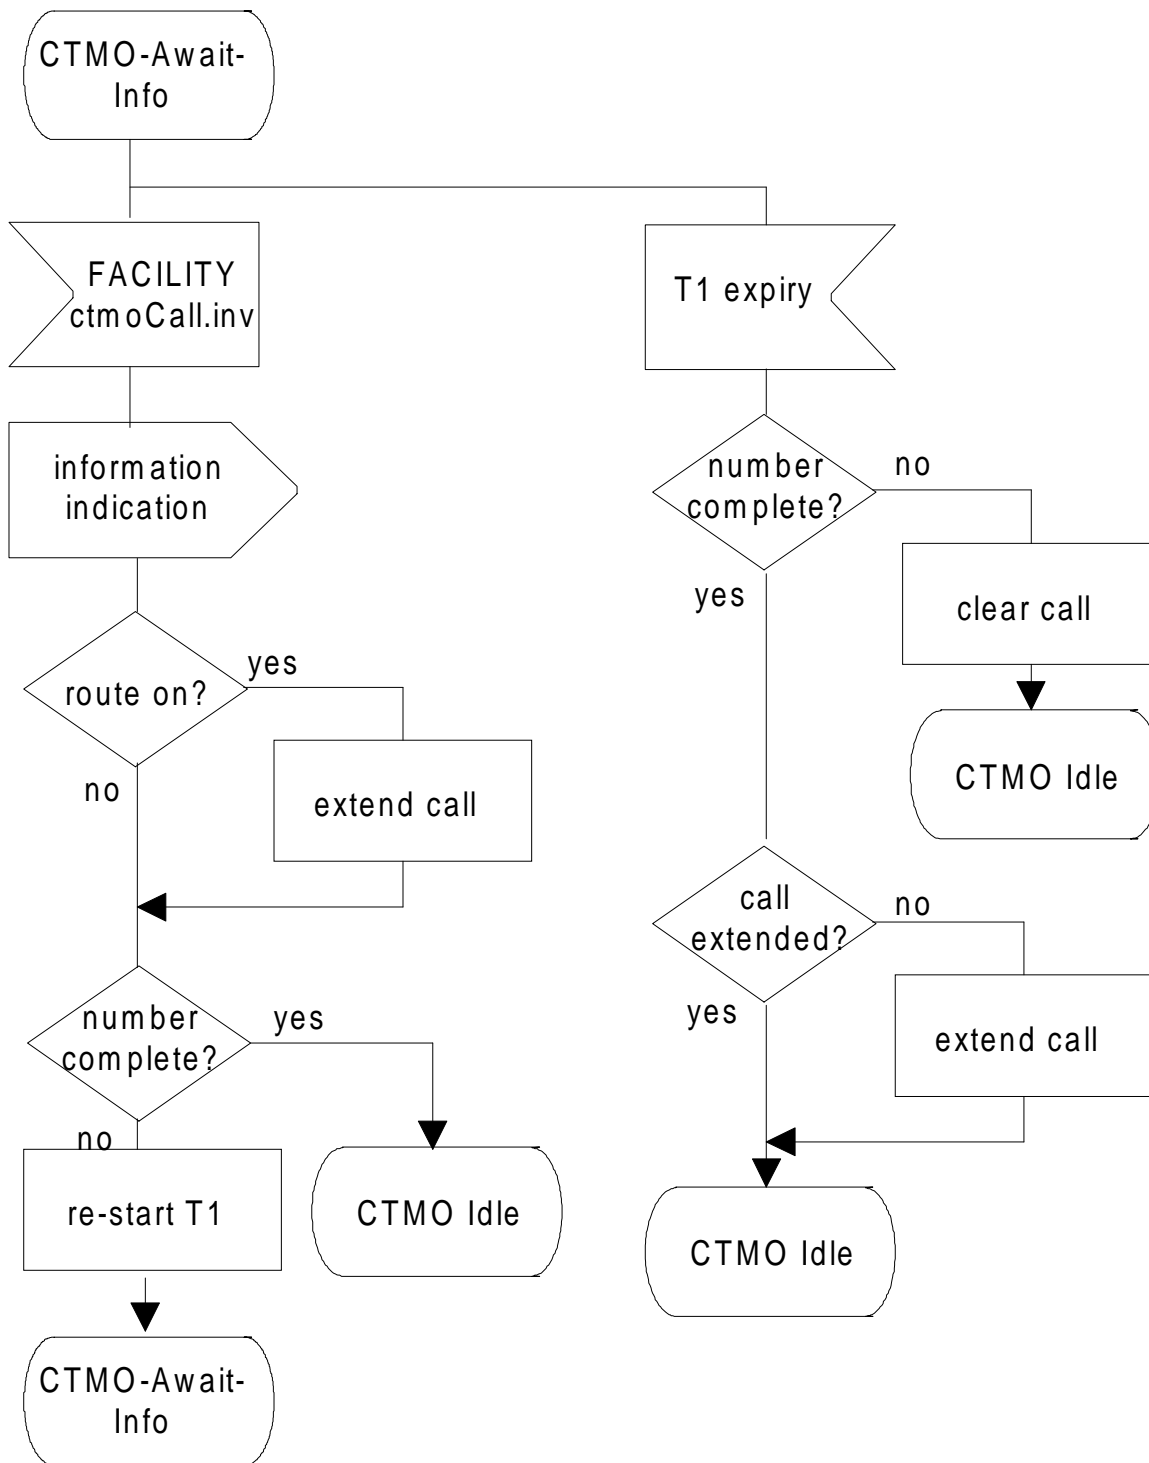 CTMO-Await-
Info
FACILITY
ctmoCall.inv
T1 expiry
information
indication
number
complete?
no
yes
clear call
route on?
yes
no
extend call
CTMO Idle
call
extended?
no
yes
extend call
number
complete?
yes
no
re-start T1
CTMO Idle
CTMO Idle
CTMO-Await-
Info